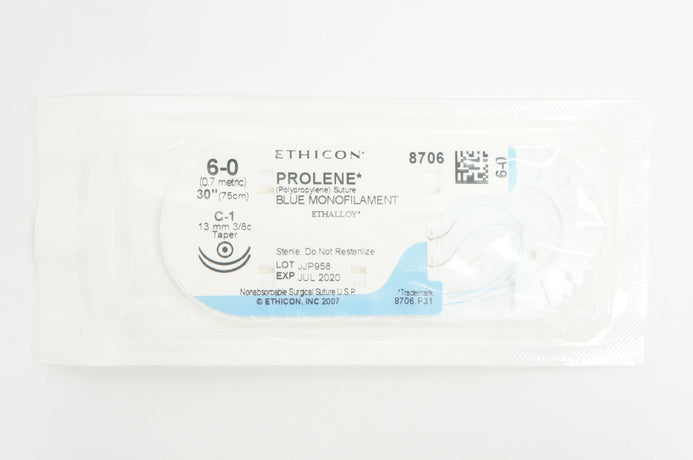 ETHICON*
8706
6-0
6-0
(0.7 metric)
30" (75cm)
PROLENE*
(Polypropylene) Suture
BLUE MONOFILAMENT
ETHALLOY*
C-1
13 mm 3/8c
Taper
Sterile. Do Not Resterilize
LOT JJP958
EXP JUL 2020
Nonabsorbable Surgical Suture U.S.P.
© ETHICON, INC 2007
*Trademark
8706.P31